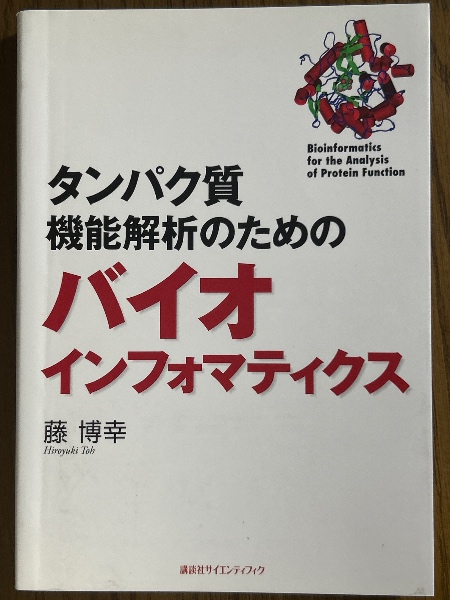 Bioinformatics
for the Analysis
of Protein Function
タンパク質
機能解析のための
バイオ
インフォマティクス
藤 博幸
Hiroyuki Toh
講談社サイエンティフィク